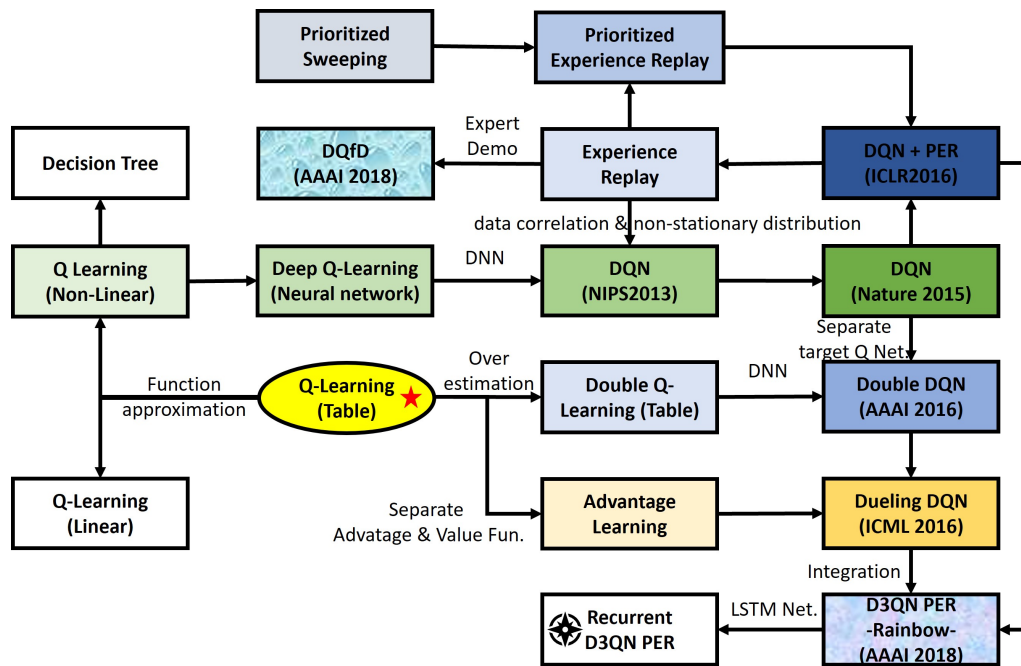 Prioritized
Sweeping
Prioritized
Experience Replay
Decision Tree
DQfD
(AAAI 2018)
Expert
Demo
Experience
Replay
DQN + PER
(ICLR2016)
data correlation & non-stationary distribution
Q Learning
(Non-Linear)
Deep Q-Learning
(Neural network)
DNN
DQN
(NIPS2013)
DQN
(Nature 2015)
Separate
target Q Net.
Function
approximation
Q-Learning
(Table)
Over
estimation
Double Q-
Learning (Table)
DNN
Double DQN
(AAAI 2016)
Q-Learning
(Linear)
Separate
Advatage & Value Fun.
Advantage
Learning
Dueling DQN
(ICML 2016)
Integration
Recurrent
D3QN PER
LSTM Net.
D3QN PER
-Rainbow-
(AAAI 2018)